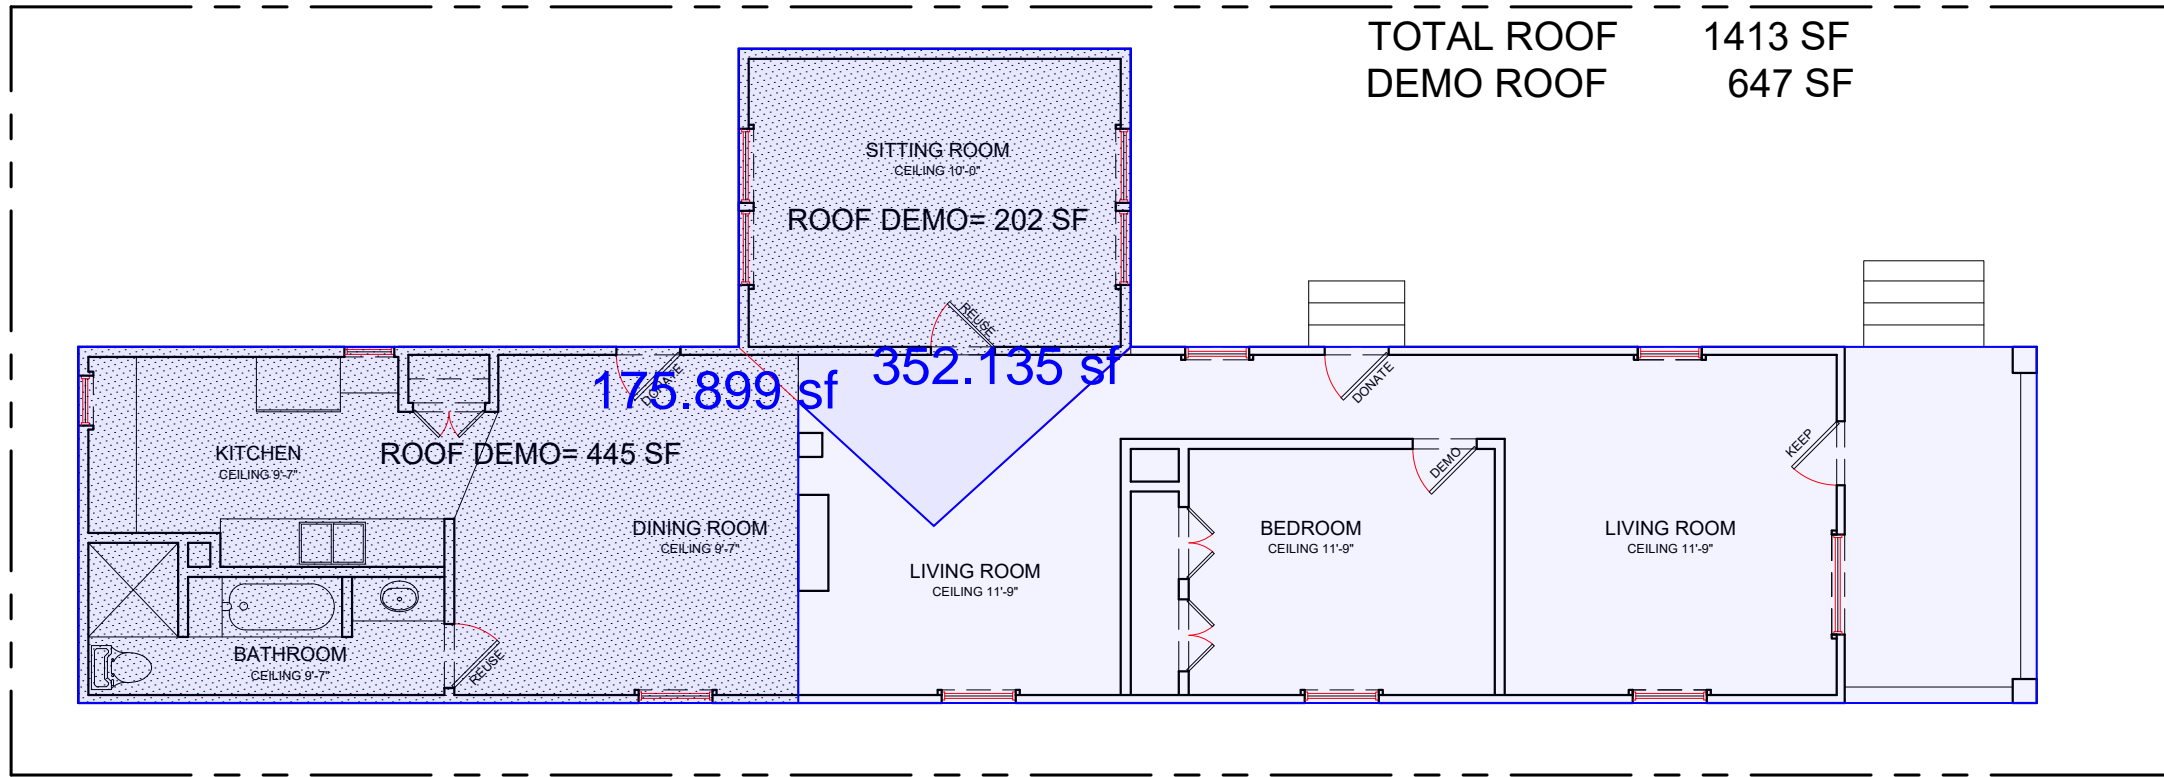 TOTAL ROOF 1413 SF
DEMO ROOF 647 SF
SITTING ROOM
CEILING 10'-0"
ROOF DEMO= 202 SF
REUSE
352.135 sf
175.899 sf
DONATE
DONATE
KEEP
KITCHEN
CEILING 9'-7"
ROOF DEMO= 445 SF
DEMO
DINING ROOM
CEILING 9'-7"
BEDROOM
CEILING 11'-9"
LIVING ROOM
CEILING 11'-9"
LIVING ROOM
CEILING 11'-9"
BATHROOM
CEILING 9'-7"
REUSE